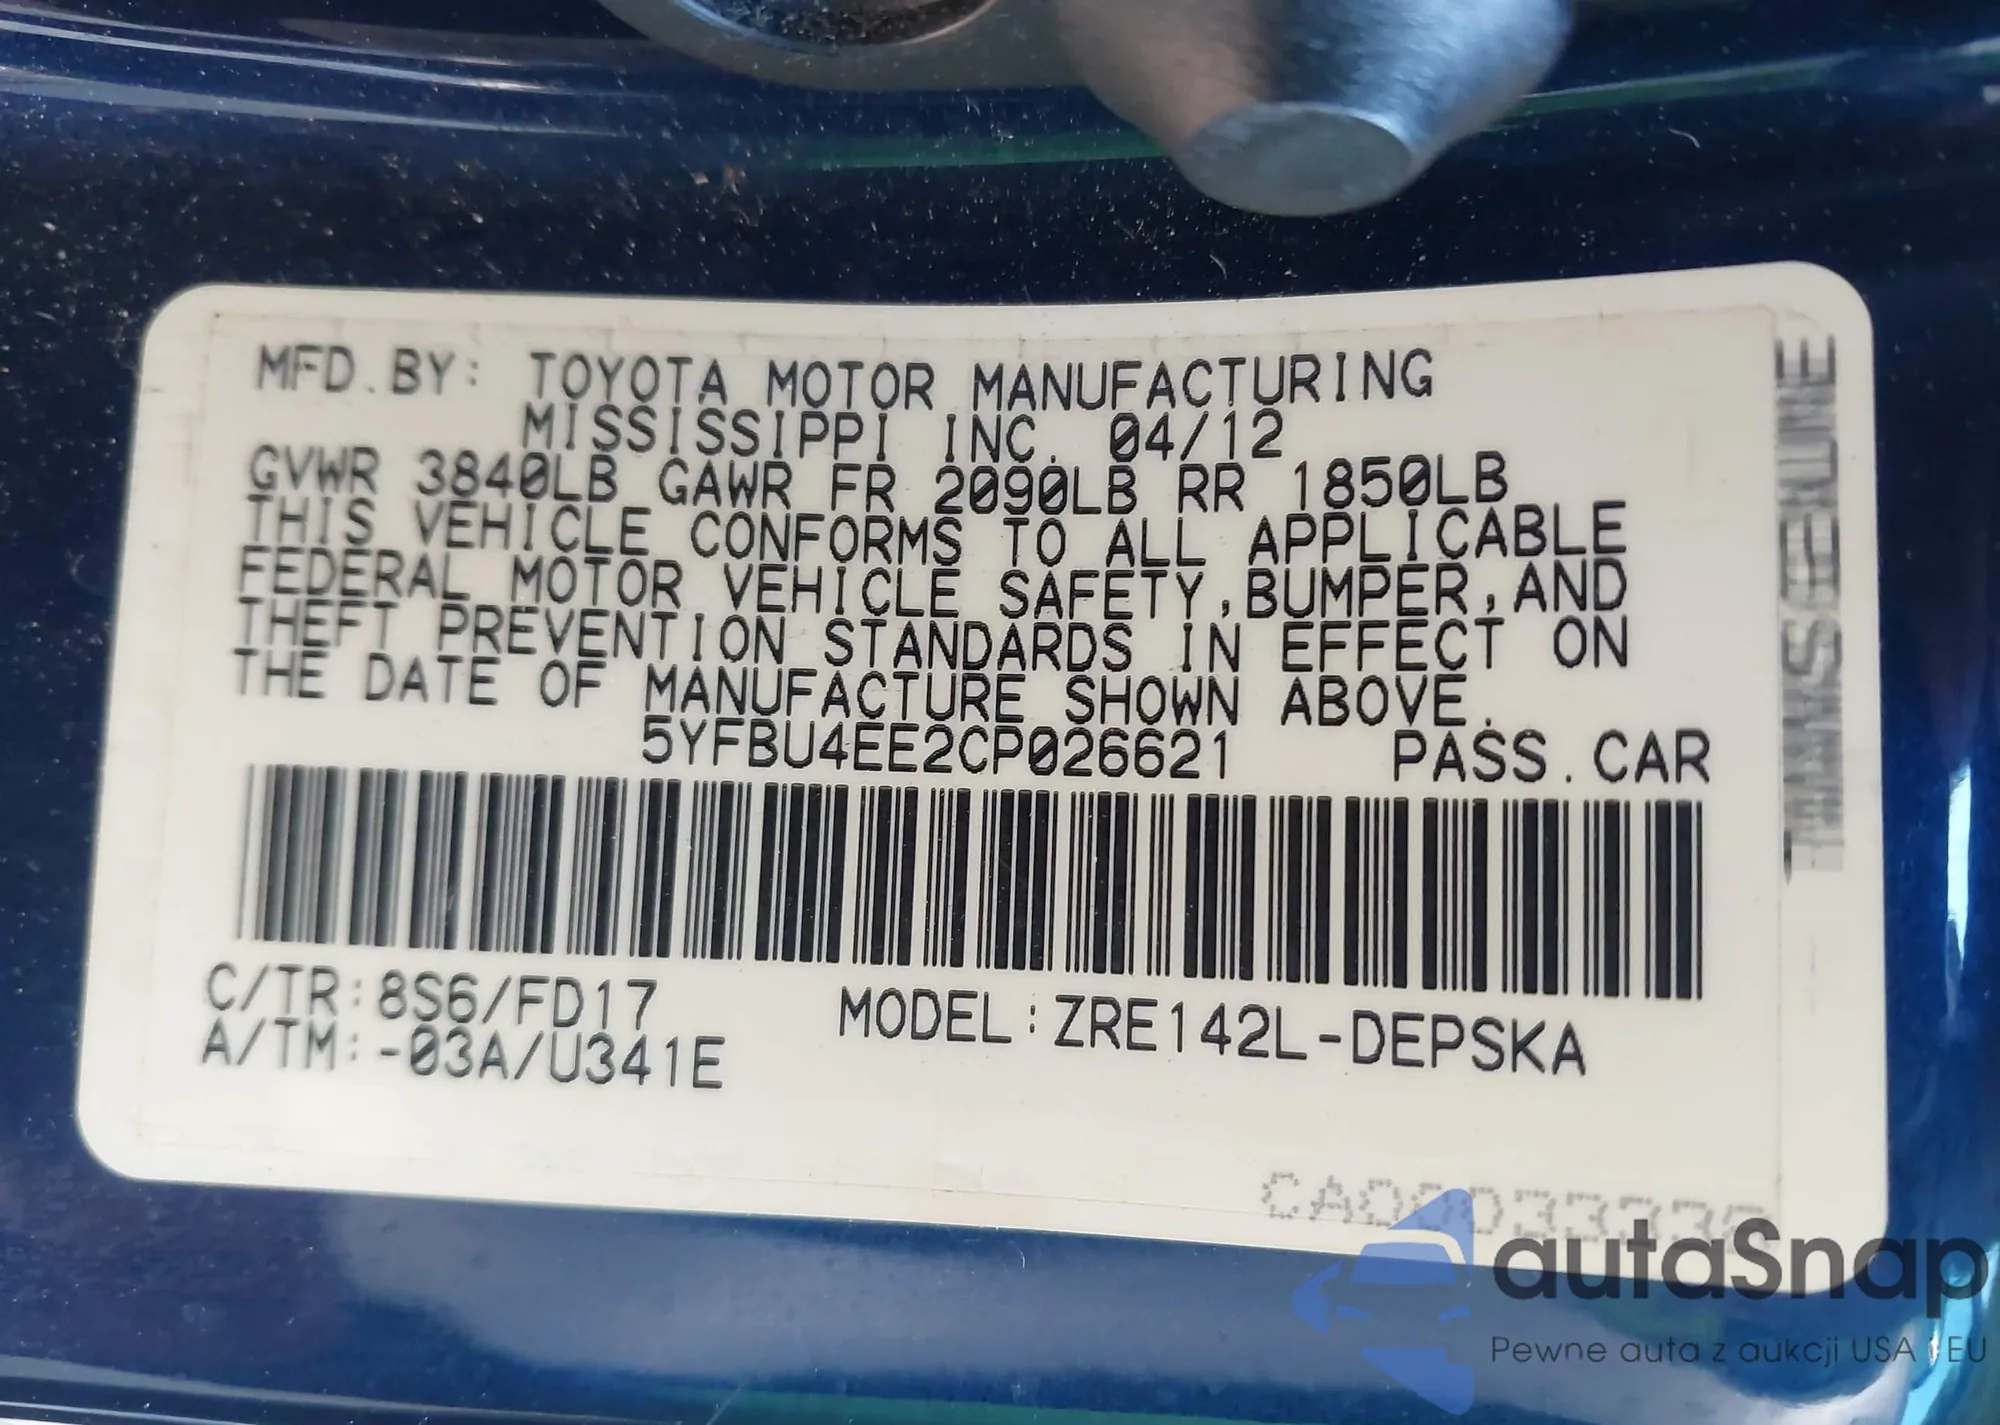 MFD.BY: TOYOTA MOTOR MANUFACTURING
MISSISSIPPI INC. 04/12
GVWR 3840LB GAWR FR 2090LB RR 1850LB
THIS VEHICLE CONFORMS TO ALL APPLICABLE
FEDERAL MOTOR VEHICLE SAFETY,BUMPER,AND
THEFT PREVENTION STANDARDS IN EFFECT ON
THE DATE OF MANUFACTURE SHOWN ABOVE.
5YFBU4EE2CP026621 PASS.CAR
C/TR:8S6/FD17
A/TM:-03A/U341E
MODEL:ZRE142L-DEPSKA
autaSnap
Pewne auta z aukcji USA i EU